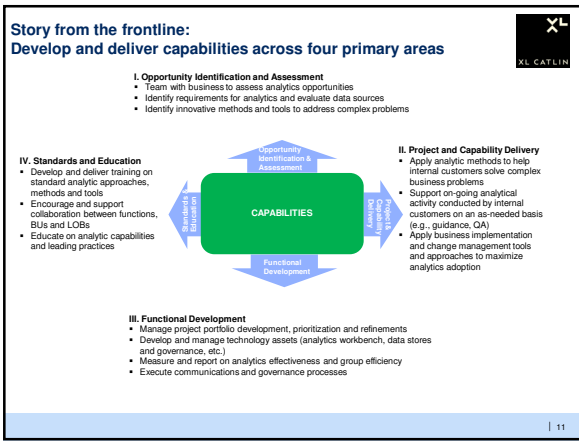 Story from the frontline:
Develop and deliver capabilities across four primary areas
XL
XL CATLIN
I. Opportunity Identification and Assessment
▪ Team with business to assess analytics opportunities
▪ Identify requirements for analytics and evaluate data sources
▪ Identify innovative methods and tools to address complex problems
IV. Standards and Education
▪ Develop and deliver training on
standard analytic approaches,
methods and tools
▪ Encourage and support
collaboration between functions,
BUs and LOBs
▪ Educate on analytic capabilities
and leading practices
Opportunity
Identification &
Assessment
Standards &
Education
CAPABILITIES
Project &
Capability
Delivery
Functional
Development
II. Project and Capability Delivery
▪ Apply analytic methods to help
internal customers solve complex
business problems
▪ Support on-going analytical
activity conducted by internal
customers on an as-needed basis
(e.g., guidance, QA)
▪ Apply business implementation
and change management tools
and approaches to maximize
analytics adoption
III. Functional Development
▪ Manage project portfolio development, prioritization and refinements
▪ Develop and manage technology assets (analytics workbench, data stores
and governance, etc.)
▪ Measure and report on analytics effectiveness and group efficiency
▪ Execute communications and governance processes
| 11